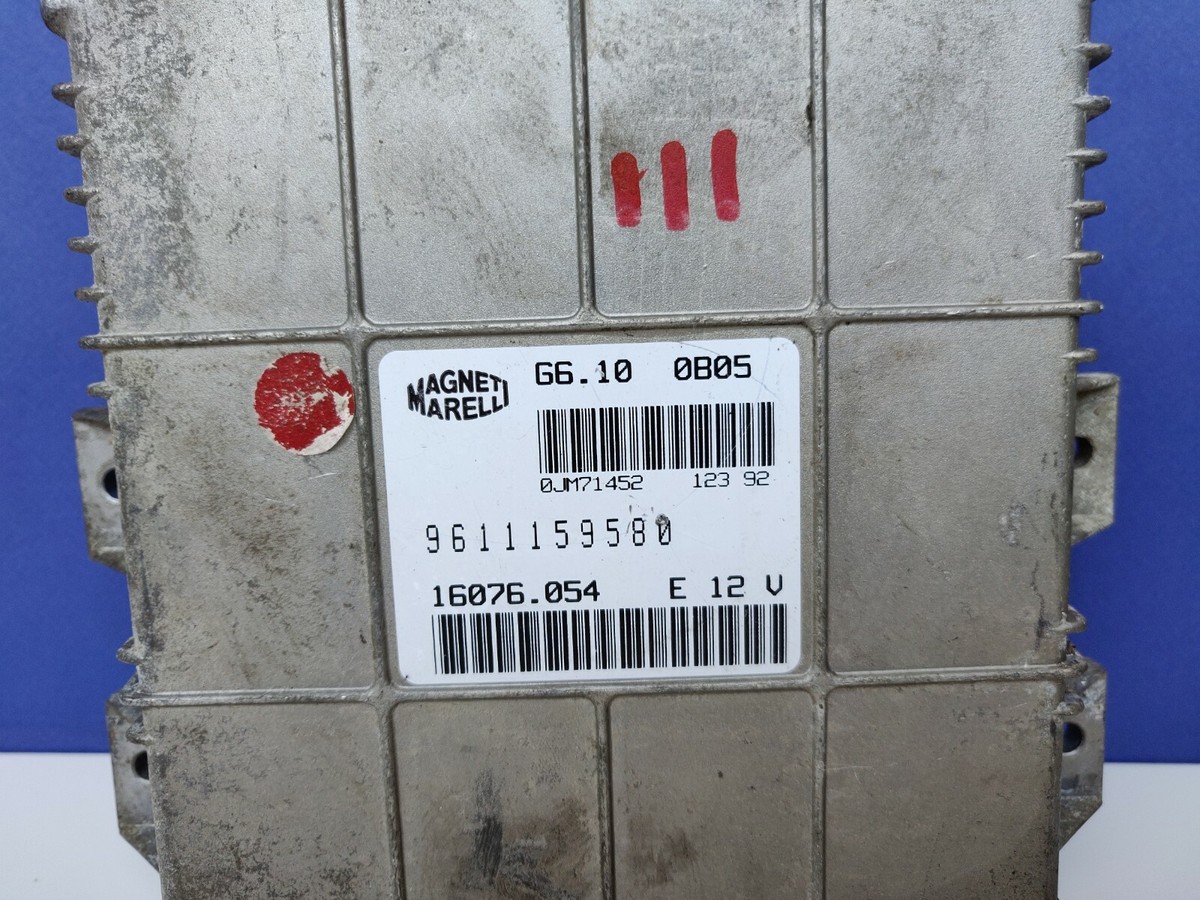 MAGNETI
MARELLI
G6.10 0B05
0JM71452 123 92
9611159580
16076.054 E 12 V